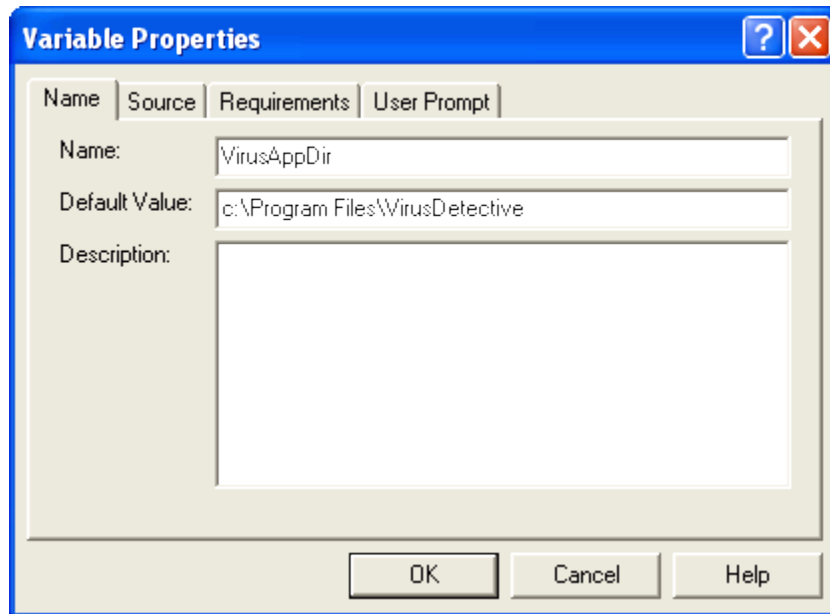 Variable Properties
?
Name Source Requirements User Prompt
Name: VirusAppDir
Default Value: c:\Program Files\VirusDetective
Description:
OK Cancel Help